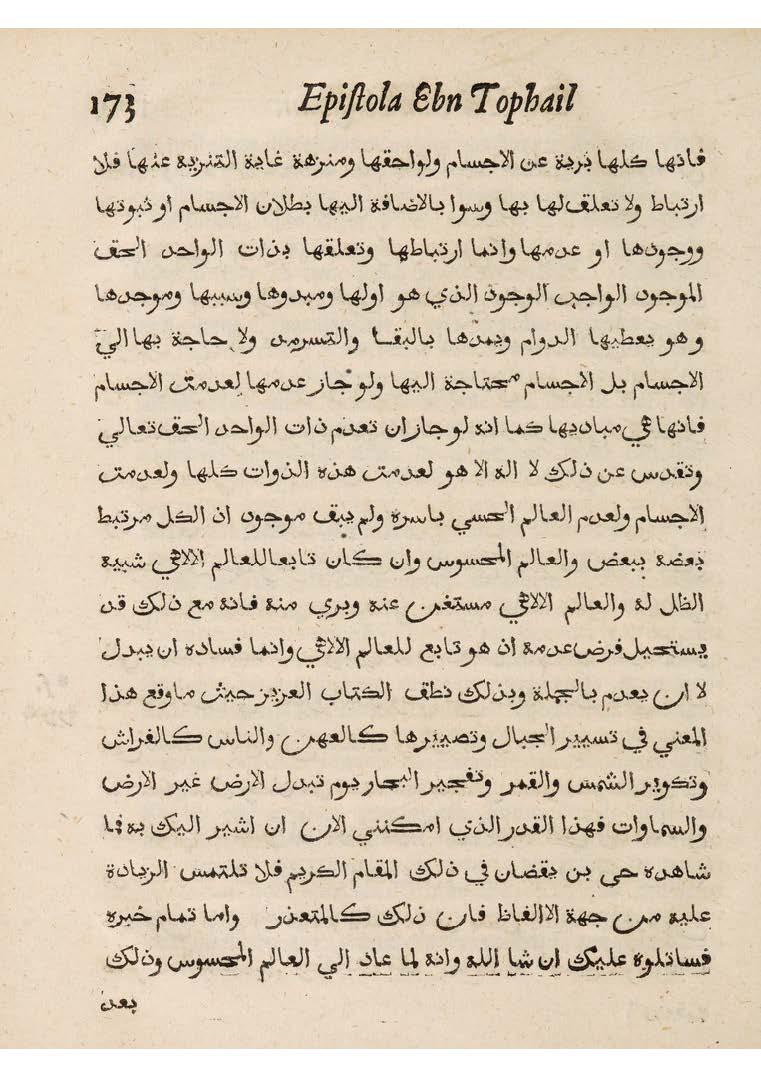 173 Epistola Ebn Tophail
فانها كلها برية عن الاجسام ولواحقها ومنزهة غاية التنزيه عنها فلا
ارتباط ولا تعلق لها بها وسوا بالاضافة اليها بطلان الاجسام او ثبوتها
ووجودها او عدمها وانما ارتباطها وتعلقها بذات الواحد الحق
الموجود الواجب الوجود الذي هو اولها ومبدوها وسببها وموجدها
وهو يعطيها الدوام ويمدها بالبقا والتسرمد ولا حاجة بها الي
الاجسام بل الاجسام محتاجة اليها ولو جاز عدمها لعدمت الاجسام
فانها هي مباديها كما انه لو جاز ان تعدم ذات الواحد الحق تعالي
وتقدس عن ذلك لا اله الا هو لعدمت هذه الذوات كلها ولعدمت
الاجسام ولعدم العالم الحسي باسره ولم يبق موجود اذ الكل مرتبط
بعضه ببعض والعالم المحسوس وان كان تابعا للعالم الالاهي شبيه
الظل له والعالم الالاهي مستغن عنه وبري منه فانه مع ذلك قد
يستحيل فرض عدمه اذ هو تابع للعالم الالاهي وانما فساده ان يبدل
لا ان يعدم بالجملة وبذلك نطق الكتاب العزيز حيث ما وقع هذا
المعني في تسيير الجبال وتصييرها كالعهن والناس كالفراش
وتكوير الشمس والقمر وتفجير البحار يوم تبدل الارض غير الارض
والسماوات فهذا القدر الذي امكنني الان ان اشير اليك به فيما
شاهده حي بن يقضان في ذلك المقام الكريم فلا تلتمس الزيادة
عليه من جهة الالفاظ فان ذلك كالمتعذر واما تمام خبره
فساتلوه عليك ان شا الله وانه لما عاد الي العالم المحسوس وذلك
بعد